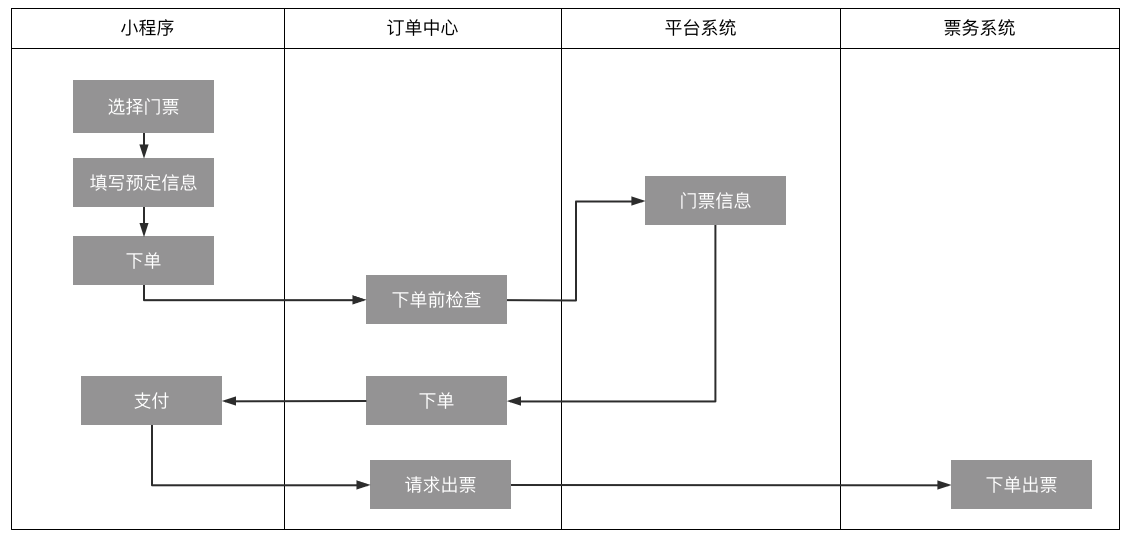 小程序
订单中心
平台系统
票务系统
选择门票
填写预定信息
门票信息
下单
下单前检查
支付
下单
请求出票
下单出票